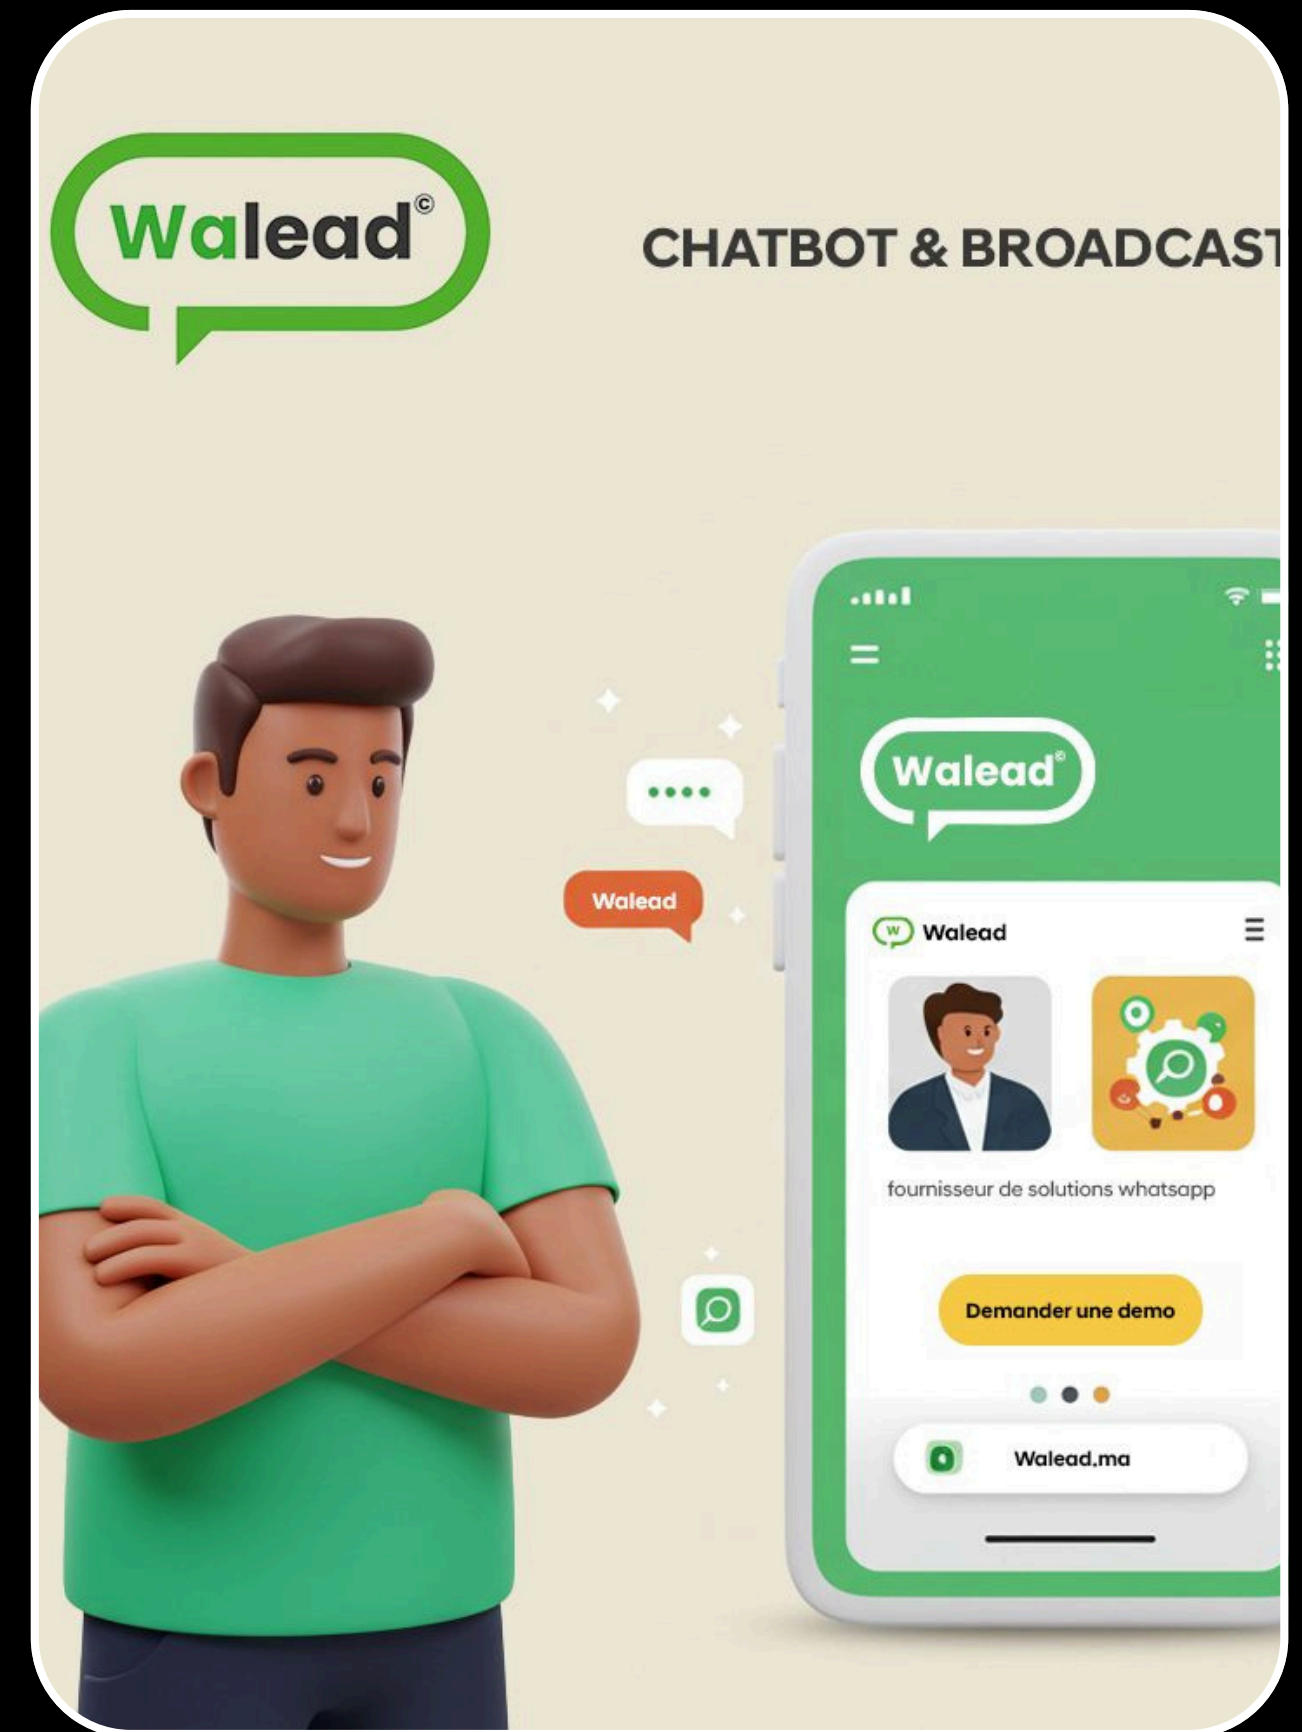 Walead©
CHATBOT & BROADCAST
Walead©
Walead
W Walead
fournisseur de solutions whatsapp
Demander une demo
Walead.ma